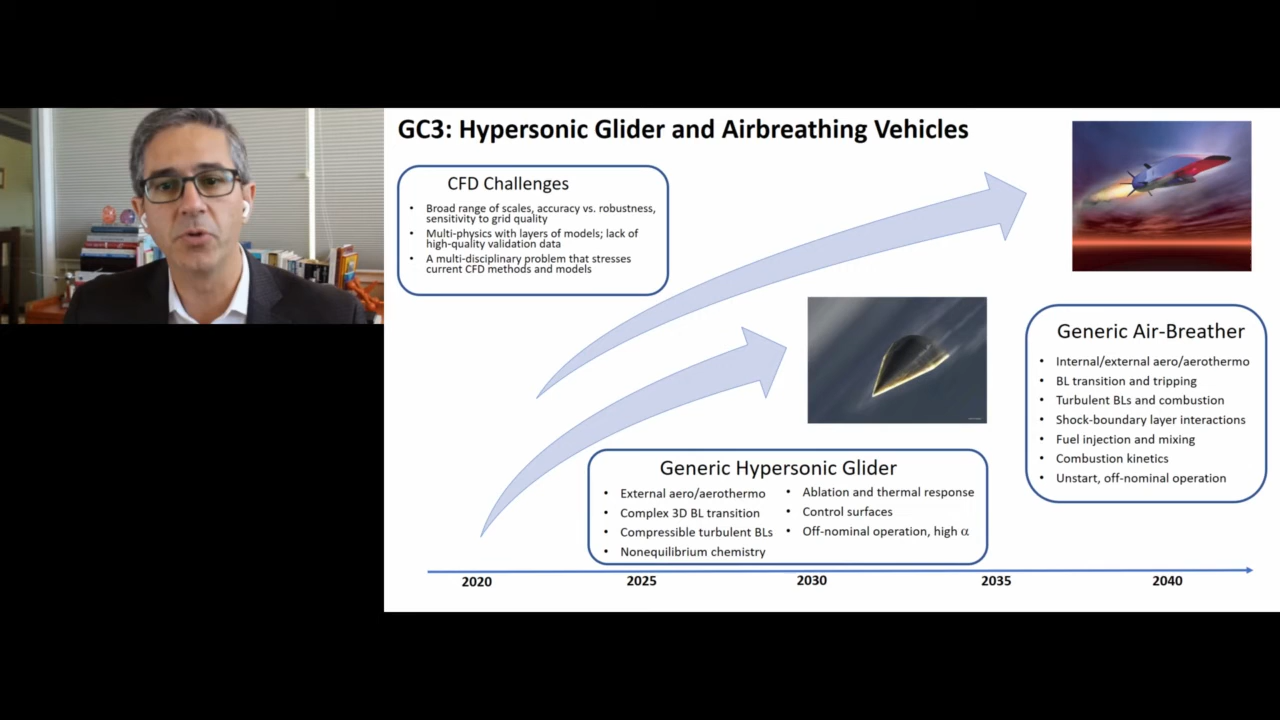 GC3: Hypersonic Glider and Airbreathing Vehicles
CFD Challenges
• Broad range of scales, accuracy vs. robustness,
sensitivity to grid quality
• Multi-physics with layers of models; lack of
high-quality validation data
• A multi-disciplinary problem that stresses
current CFD methods and models
Generic Air-Breather
• Internal/external aero/aerothermo
• BL transition and tripping
• Turbulent BLs and combustion
• Shock-boundary layer interactions
• Fuel injection and mixing
• Combustion kinetics
• Unstart, off-nominal operation
Generic Hypersonic Glider
• External aero/aerothermo
• Complex 3D BL transition
• Compressible turbulent BLs
• Nonequilibrium chemistry
• Ablation and thermal response
• Control surfaces
• Off-nominal operation, high α
2020 2025 2030 2035 2040